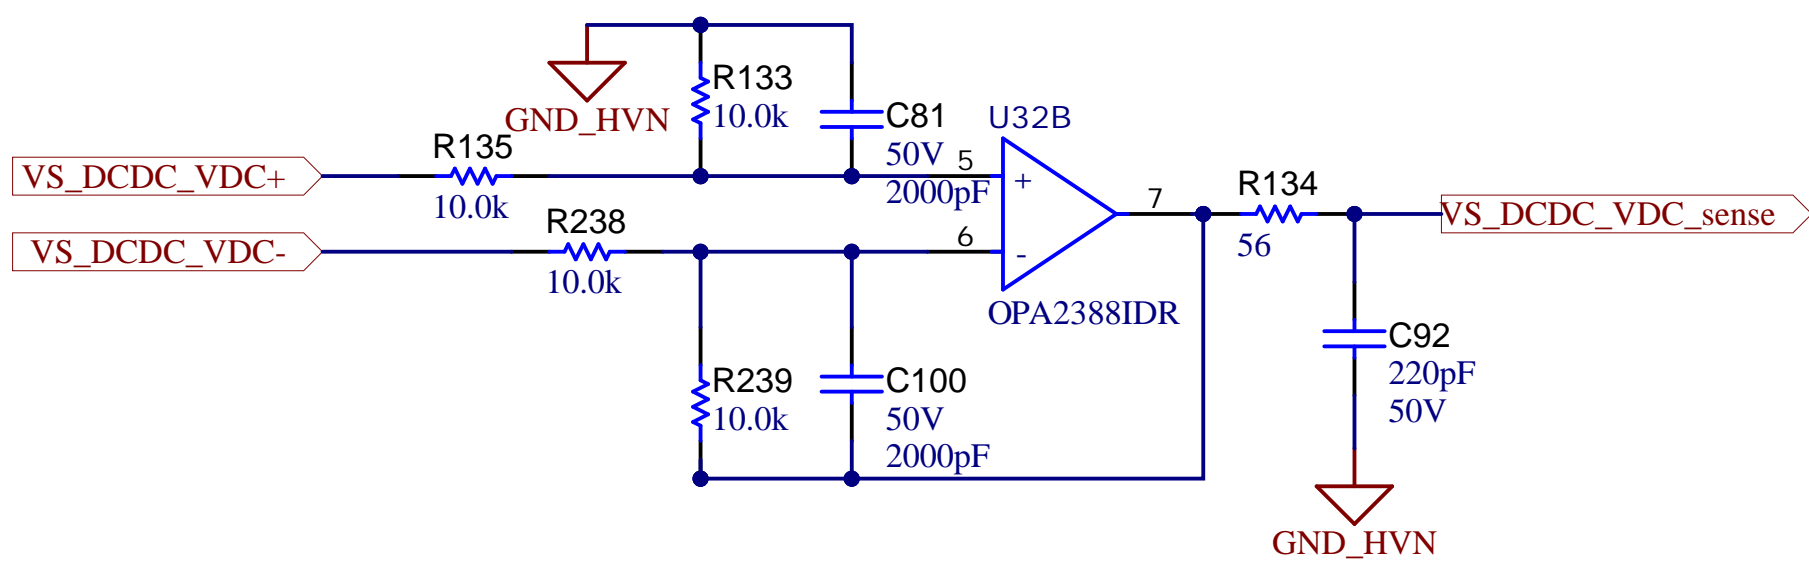 R133
10.0k
GND_HVN
C81
50V
2000pF
U32B
R135
10.0k
VS_DCDC_VDC+
5
+
7
R134
56
VS_DCDC_VDC_sense
R238
10.0k
VS_DCDC_VDC-
6
-
OPA2388IDR
C92
220pF
50V
R239
10.0k
C100
50V
2000pF
GND_HVN